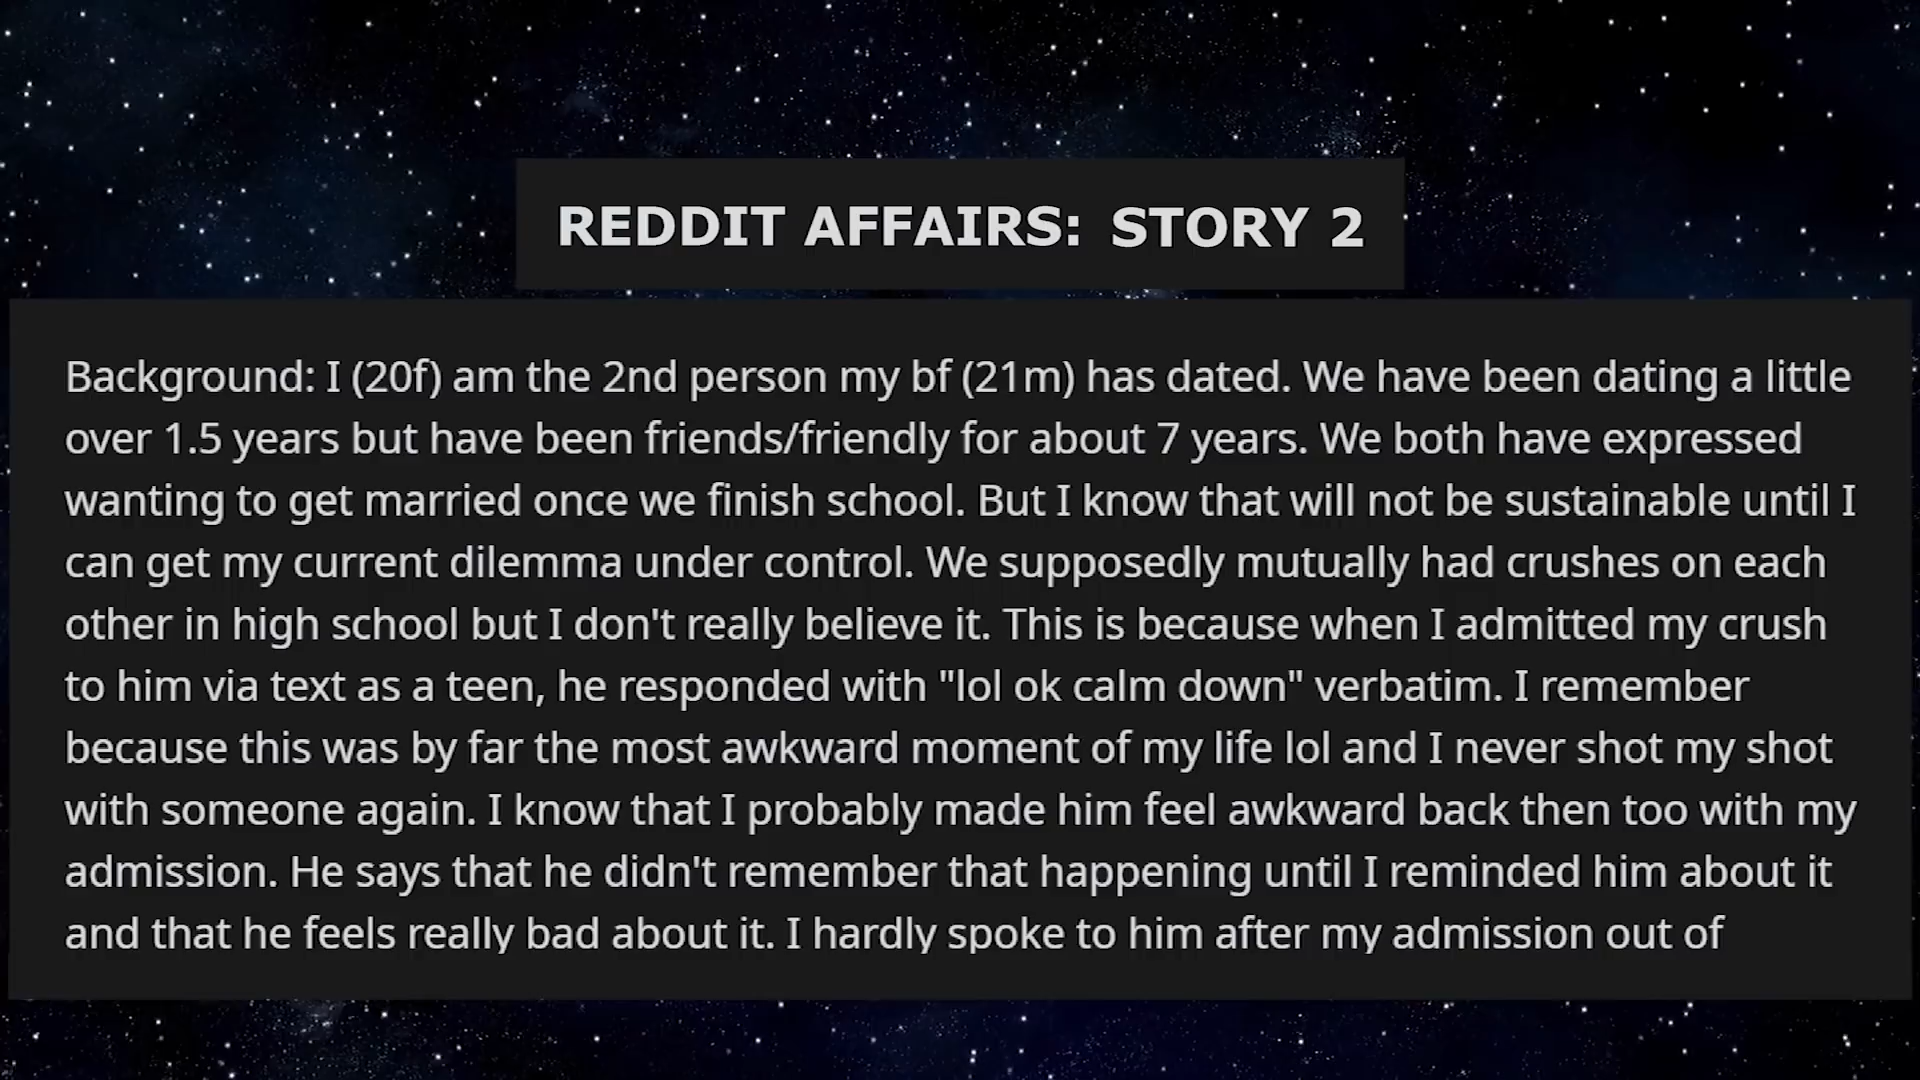 REDDIT AFFAIRS: STORY 2
Background: I (20f) am the 2nd person my bf (21m) has dated. We have been dating a little
over 1.5 years but have been friends/friendly for about 7 years. We both have expressed
wanting to get married once we finish school. But I know that will not be sustainable until I
can get my current dilemma under control. We supposedly mutually had crushes on each
other in high school but I don't really believe it. This is because when I admitted my crush
to him via text as a teen, he responded with "lol ok calm down" verbatim. I remember
because this was by far the most awkward moment of my life lol and I never shot my shot
with someone again. I know that I probably made him feel awkward back then too with my
admission. He says that he didn't remember that happening until I reminded him about it
and that he feels really bad about it. I hardly spoke to him after my admission out of